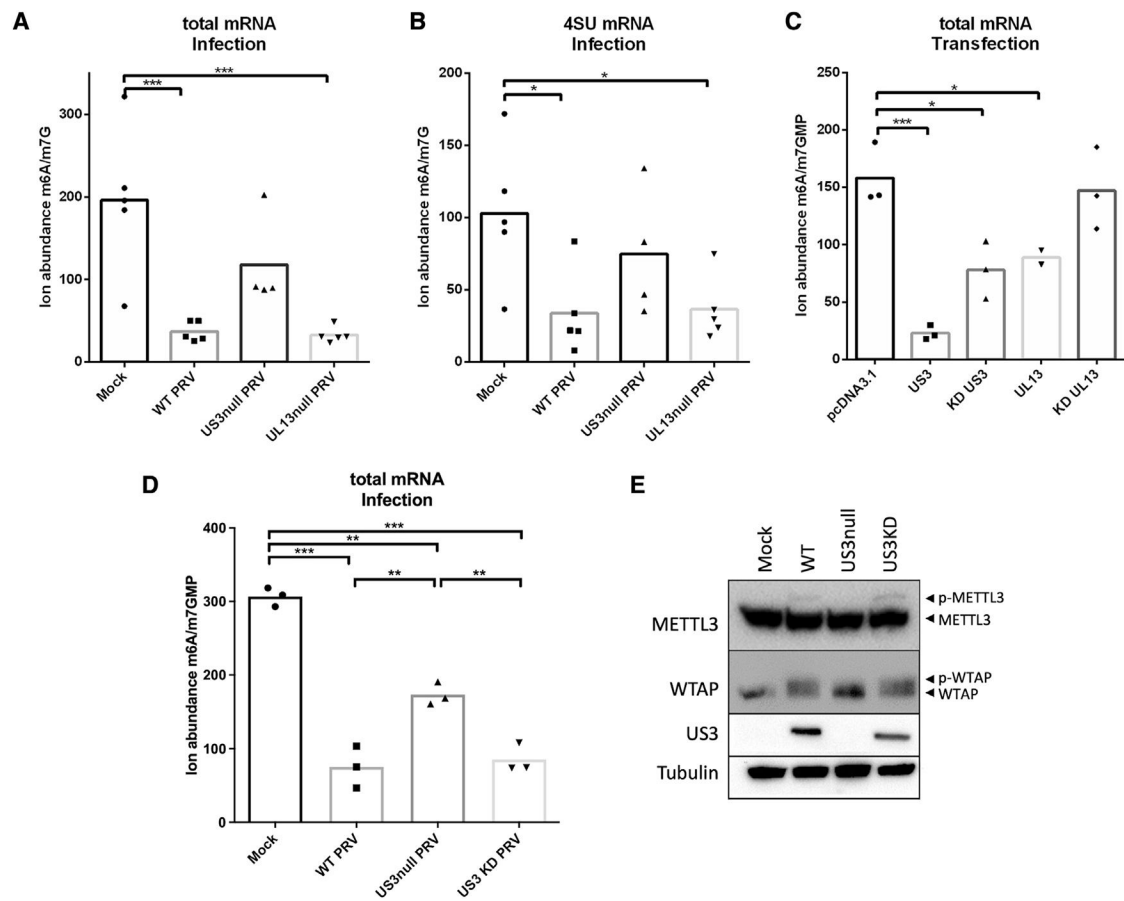 A
total mRNA
Infection
Ion abundance m6A/m7G
300
200
100
0
***
***
Mock
WT PRV
US3null PRV
UL13null PRV
B
4SU mRNA
Infection
Ion abundance m6A/m7G
200
150
100
50
0
*
*
Mock
WT PRV
US3null PRV
UL13null PRV
C
total mRNA
Transfection
Ion abundance m6A/m7GMP
250
200
150
100
50
0
*
*
***
pcDNA3.1
US3
KD US3
UL13
KD UL13
D
total mRNA
Infection
Ion abundance m6A/m7GMP
400
300
200
100
0
***
**
***
**
**
Mock
WT PRV
US3null PRV
US3 KD PRV
E
Mock
WT
US3null
US3KD
METTL3
p-METTL3
METTL3
WTAP
p-WTAP
WTAP
US3
Tubulin